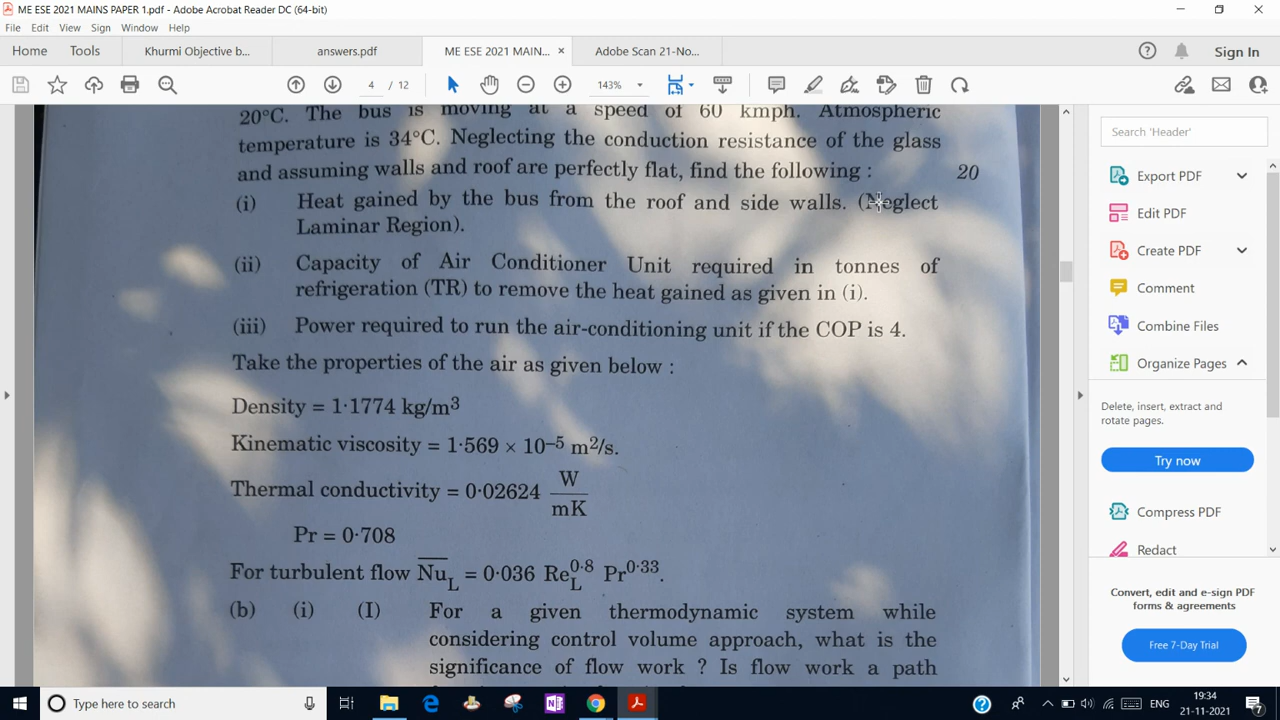 ME ESE 2021 MAINS PAPER 1.pdf - Adobe Acrobat Reader DC (64-bit)
File Edit View Sign Window Help
Home Tools Khurmi Objective b... answers.pdf ME ESE 2021 MAIN... × Adobe Scan 21-No... Sign In
4 / 12 143%
20°C. The bus is moving at a speed of 60 kmph. Atmospheric
temperature is 34°C. Neglecting the conduction resistance of the glass
and assuming walls and roof are perfectly flat, find the following : 20
(i) Heat gained by the bus from the roof and side walls. (Neglect
Laminar Region).
(ii) Capacity of Air Conditioner Unit required in tonnes of
refrigeration (TR) to remove the heat gained as given in (i).
(iii) Power required to run the air-conditioning unit if the COP is 4.
Take the properties of the air as given below :
Density = 1·1774 kg/m³
Kinematic viscosity = 1·569 × 10⁻⁵ m²/s.
Thermal conductivity = 0·02624 W/mK
Pr = 0·708
For turbulent flow N̅u̅_L = 0·036 Re_L^0·8 Pr^0·33.
(b) (i) (I) For a given thermodynamic system while
considering control volume approach, what is the
significance of flow work ? Is flow work a path
Search 'Header'
Export PDF
Edit PDF
Create PDF
Comment
Combine Files
Organize Pages
Delete, insert, extract and
rotate pages.
Try now
Compress PDF
Redact
Convert, edit and e-sign PDF
forms & agreements
Free 7-Day Trial
Type here to search
ENG
19:34
21-11-2021
7